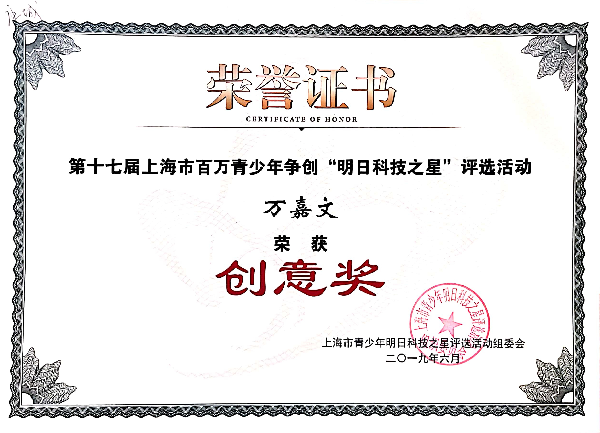 荣誉证书
CERTIFICATE OF HONOR
第十七届上海市百万青少年争创“明日科技之星”评选活动
万嘉文
荣获
创意奖
上海市青少年明日科技之星评选活动组委会
二〇一九年六月